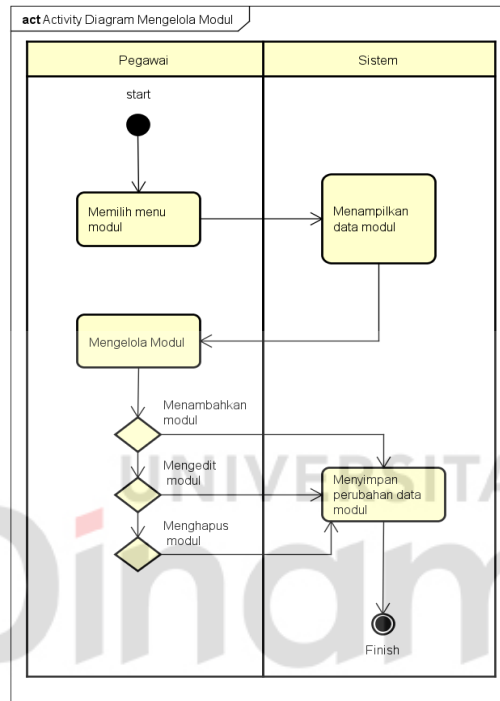 act Activity Diagram Mengelola Modul
Pegawai
Sistem
start
Memilih menu
modul
Menampilkan
data modul
Mengelola Modul
Menambahkan
modul
Mengedit
modul
Menyimpan
perubahan data
modul
Menghapus
modul
Finish
UNIVERSITA
Dinam